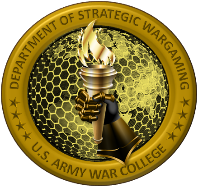 DEPARTMENT OF STRATEGIC WARGAMING
U.S. ARMY WAR COLLEGE